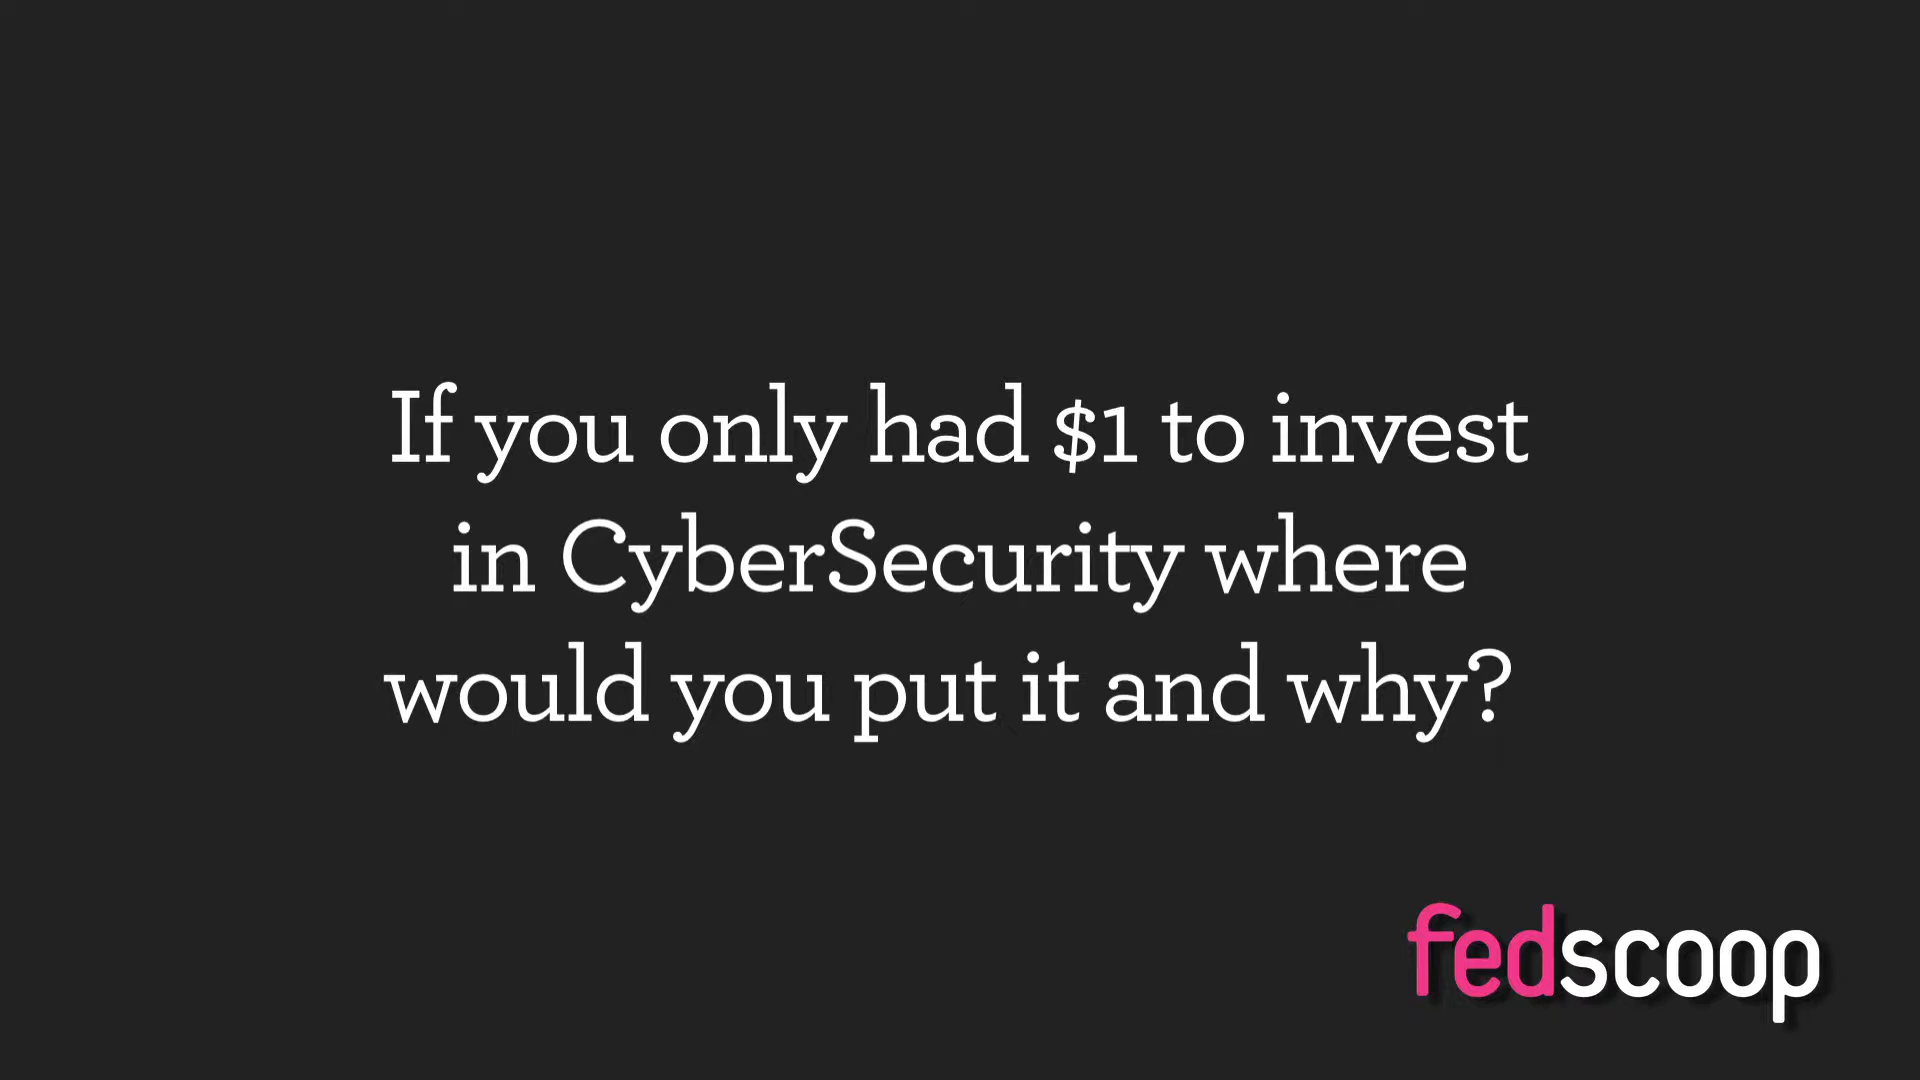 If you only had $1 to invest
in CyberSecurity where
would you put it and why?
fedscoop